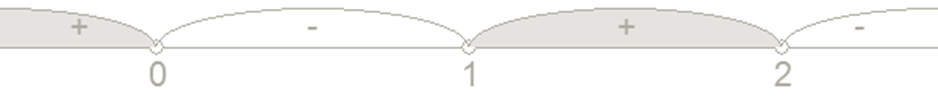 + - + -
0 1 2